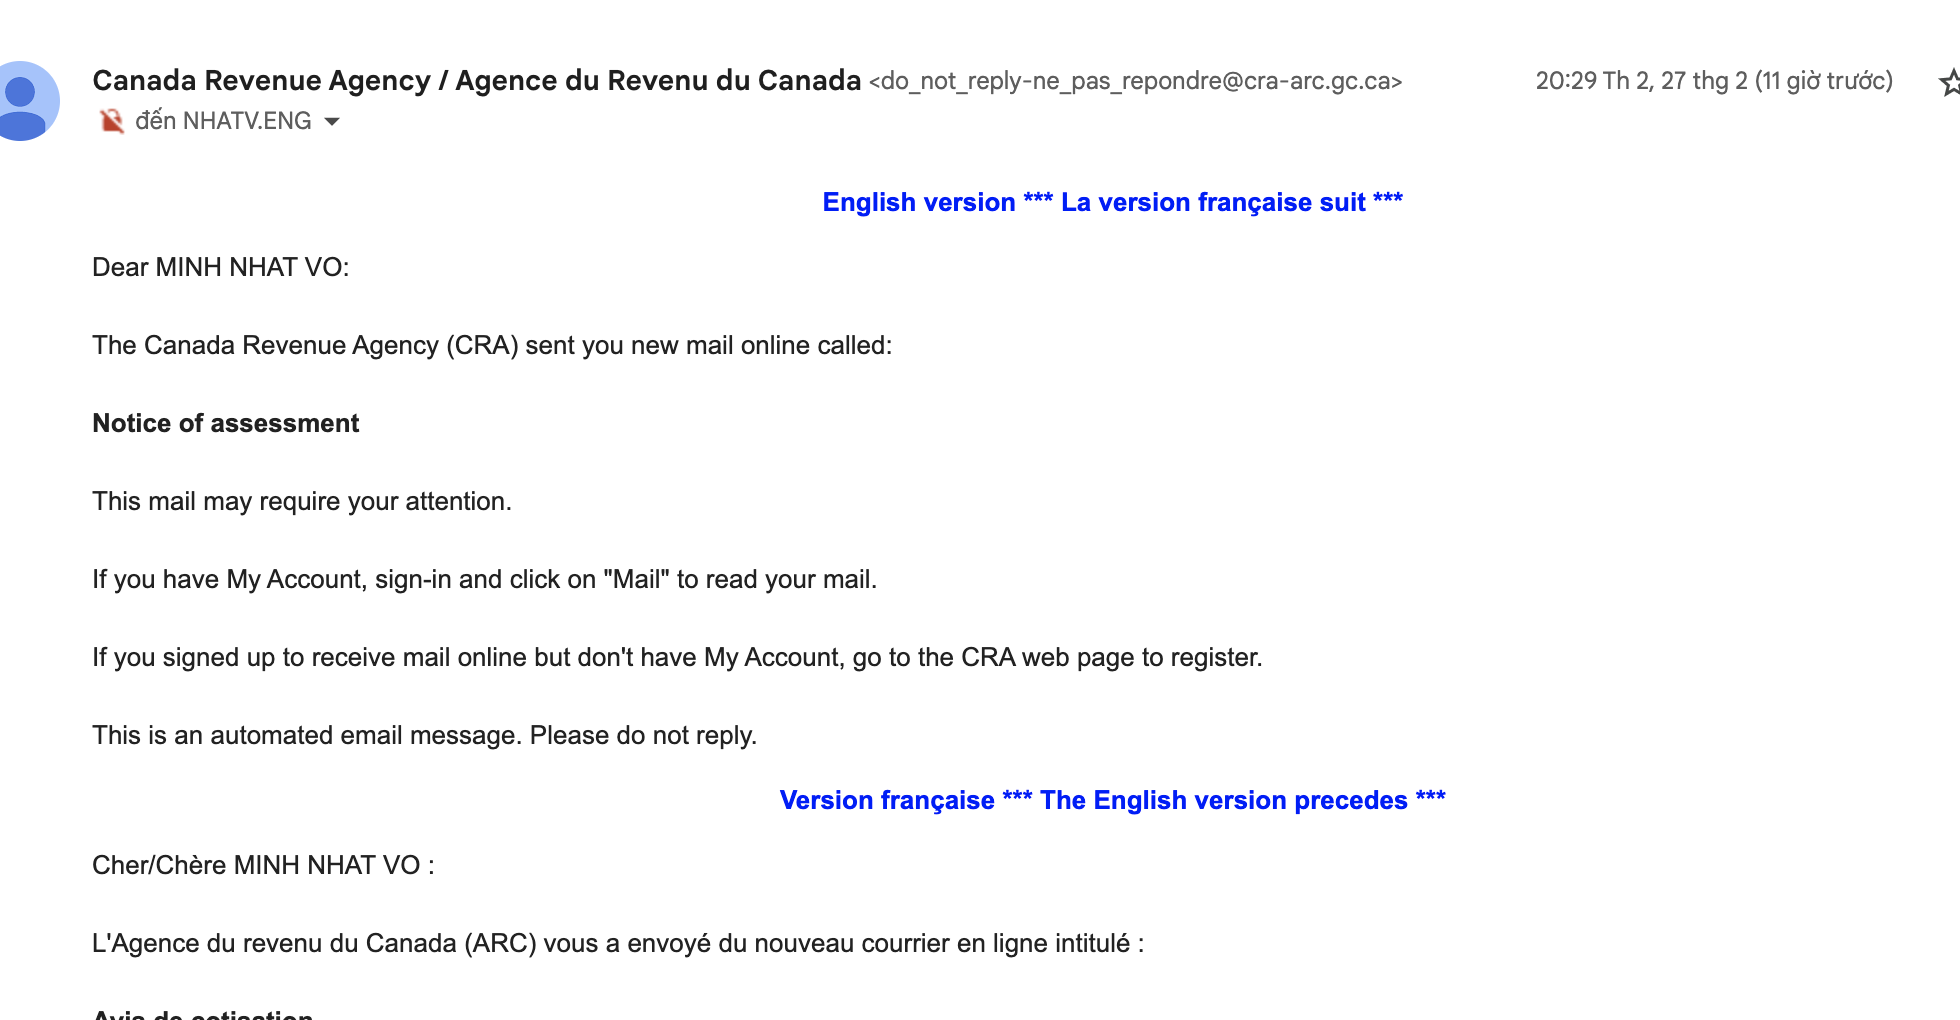 Canada Revenue Agency / Agence du Revenu du Canada <do_not_reply-ne_pas_repondre@cra-arc.gc.ca> 20:29 Th 2, 27 thg 2 (11 giờ trước)
đến NHATV.ENG
English version *** La version française suit ***
Dear MINH NHAT VO:
The Canada Revenue Agency (CRA) sent you new mail online called:
Notice of assessment
This mail may require your attention.
If you have My Account, sign-in and click on "Mail" to read your mail.
If you signed up to receive mail online but don't have My Account, go to the CRA web page to register.
This is an automated email message. Please do not reply.
Version française *** The English version precedes ***
Cher/Chère MINH NHAT VO :
L'Agence du revenu du Canada (ARC) vous a envoyé du nouveau courrier en ligne intitulé :
Avis de cotisation